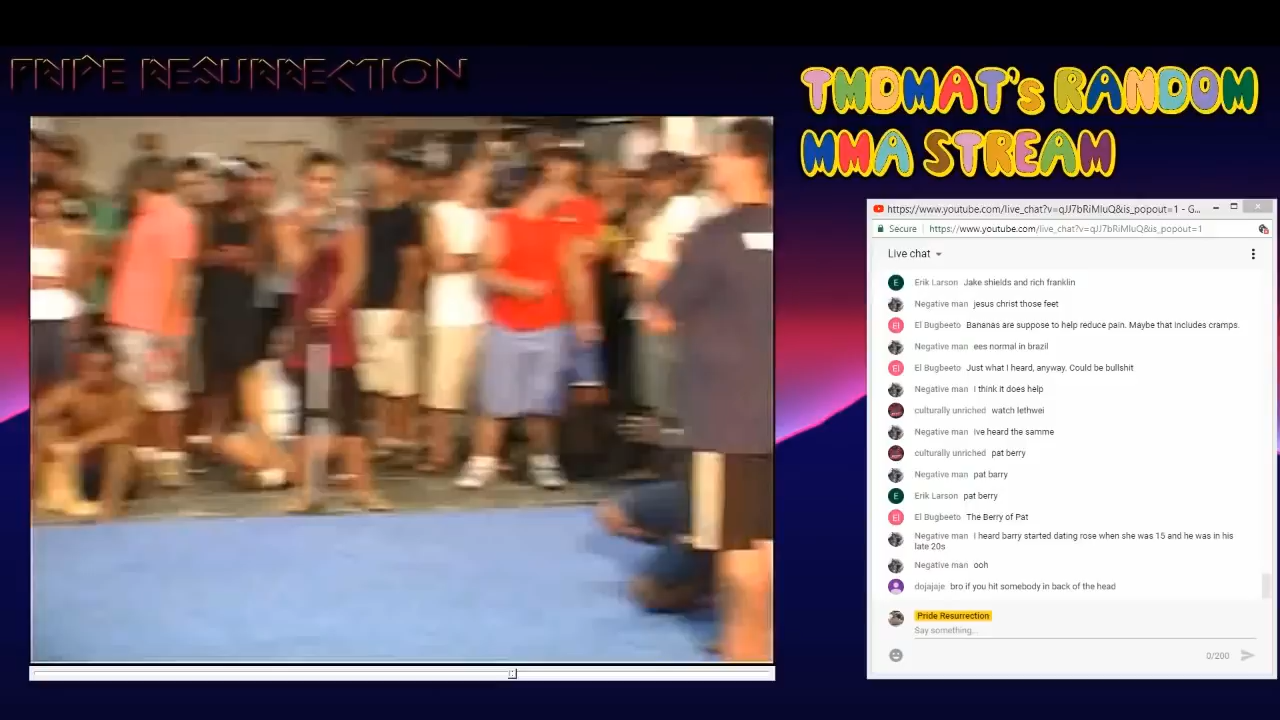 PRIDE RESURRECTION
TMDMAT's RANDOM
MMA STREAM
https://www.youtube.com/live_chat?v=qJJ7bRiMIuQ&is_popout=1 - G...
Secure https://www.youtube.com/live_chat?v=qJJ7bRiMIuQ&is_popout=1
Live chat
E Erik Larson Jake shields and rich franklin
Negative man jesus christ those feet
El El Bugbeeto Bananas are suppose to help reduce pain. Maybe that includes cramps.
Negative man ees normal in brazil
El El Bugbeeto Just what I heard, anyway. Could be bullshit
Negative man I think it does help
culturally unriched watch lethwei
Negative man Ive heard the samme
culturally unriched pat berry
Negative man pat barry
E Erik Larson pat berry
El El Bugbeeto The Berry of Pat
Negative man I heard barry started dating rose when she was 15 and he was in his
late 20s
Negative man ooh
dojajaje bro if you hit somebody in back of the head
Pride Resurrection
Say something...
0/200